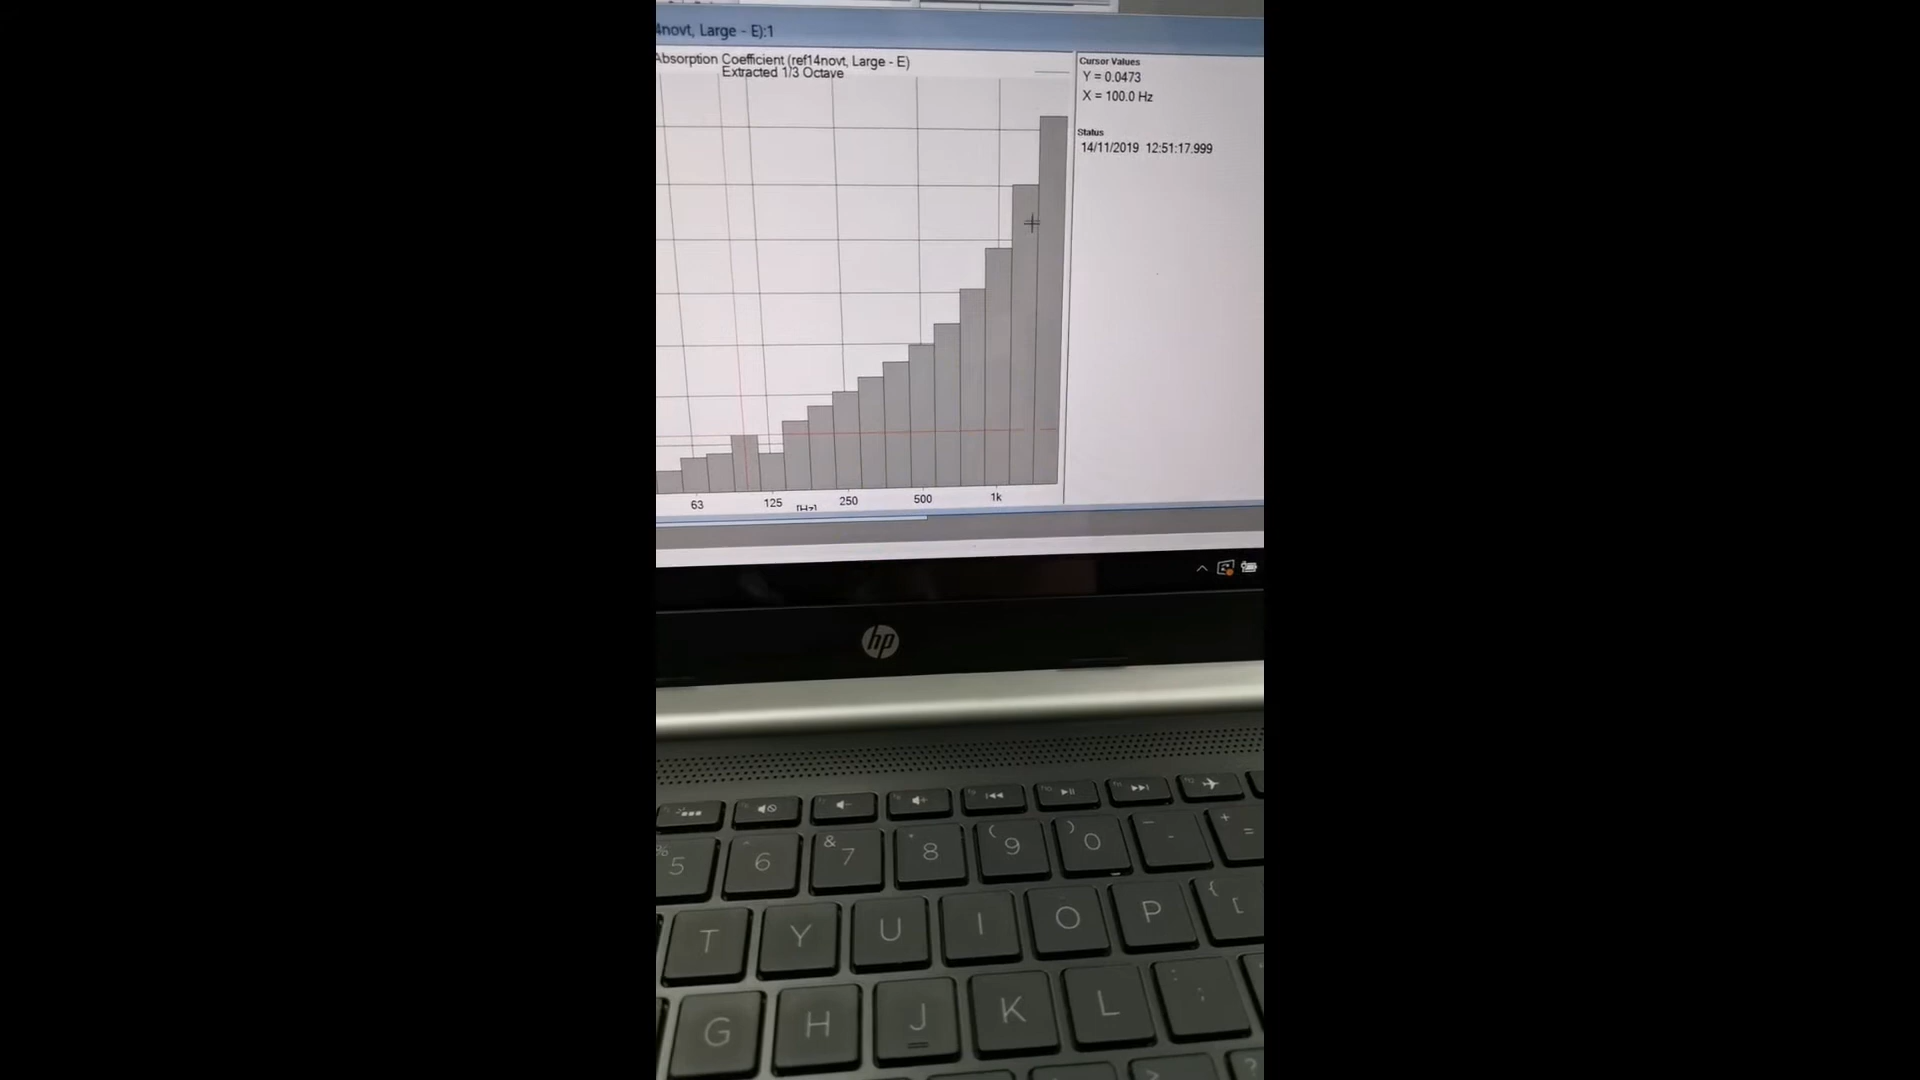 4novt, Large - E):1
Absorption Coefficient (ref14novt, Large - E)
Extracted 1/3 Octave
Cursor Values
Y = 0.0473
X = 100.0 Hz
Status
14/11/2019 12:51:17.999
63 125 [Hz] 250 500 1k
hp
% 5 ^ 6 & 7 * 8 ( 9 ) 0 _ - + =
T Y U I O P { [
G H J K L : ;
> ?